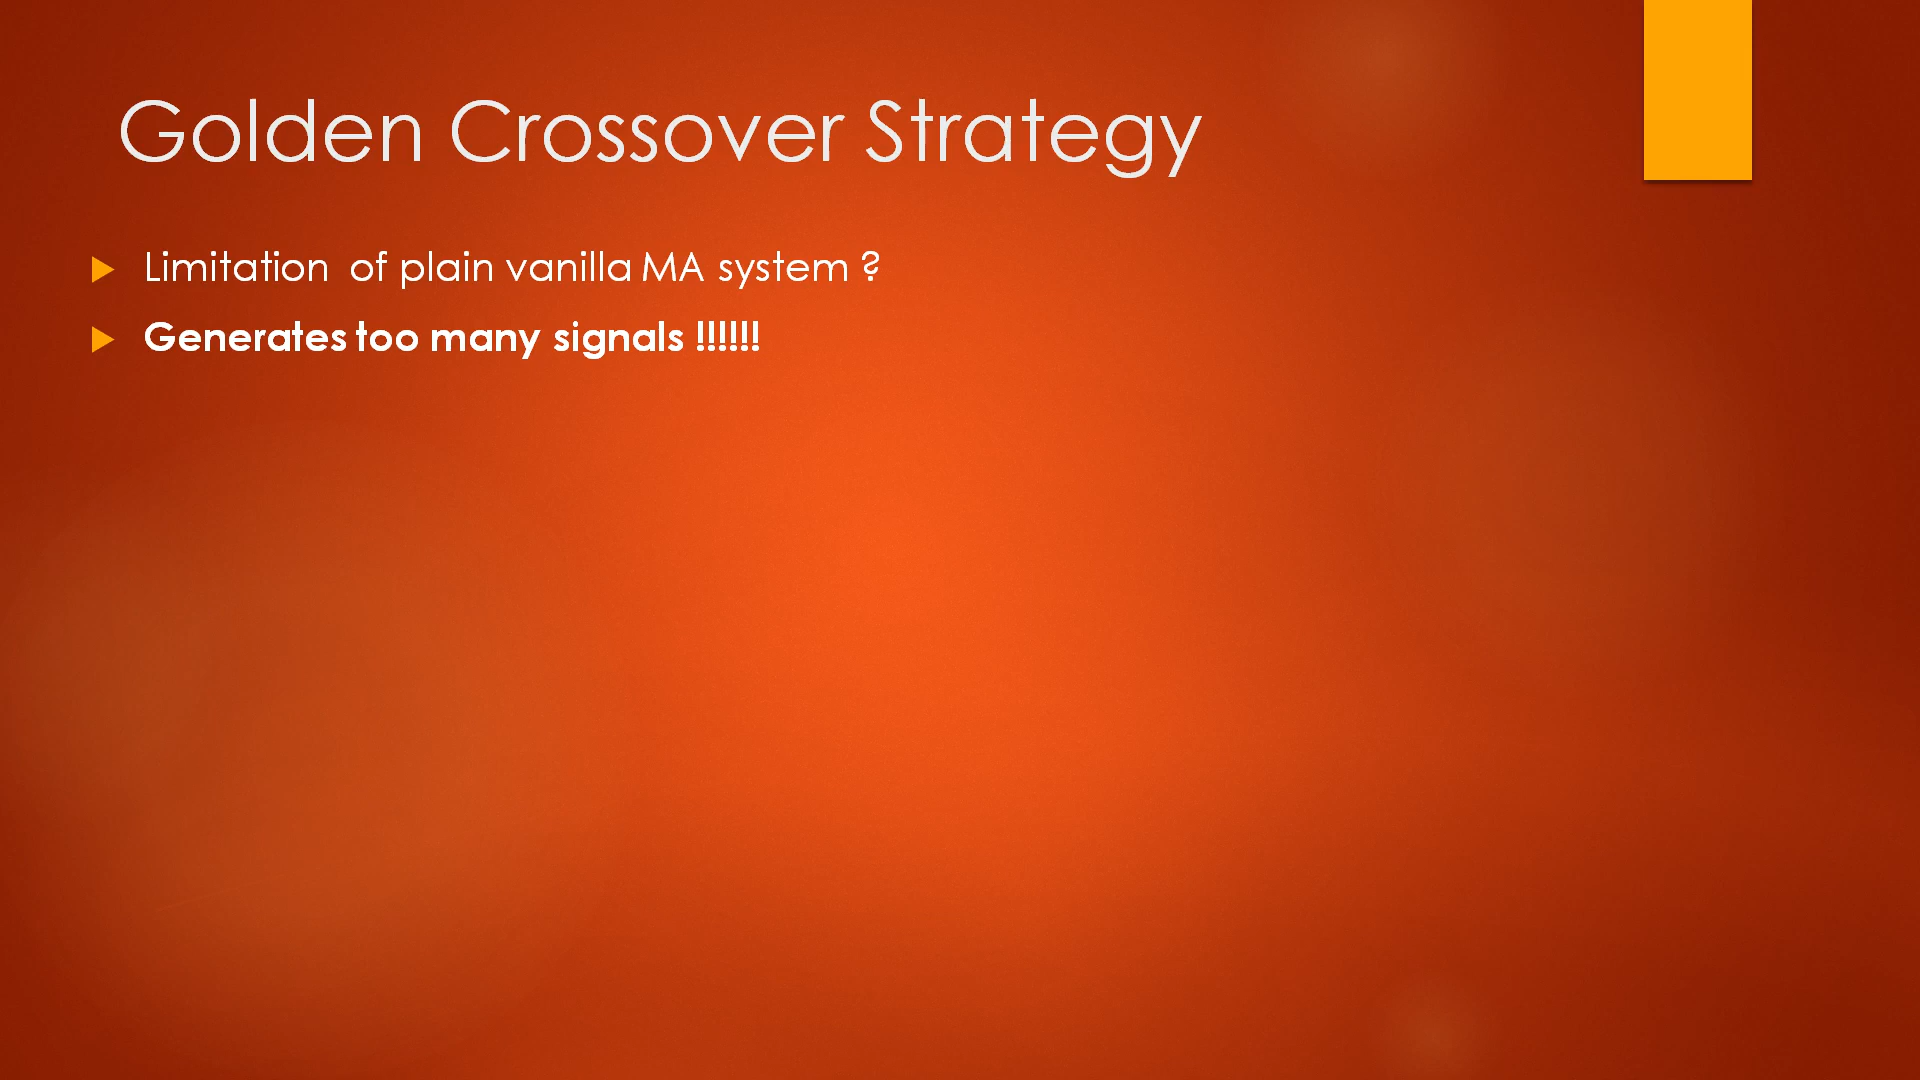 Golden Crossover Strategy
Limitation of plain vanilla MA system ?
Generates too many signals !!!!!!